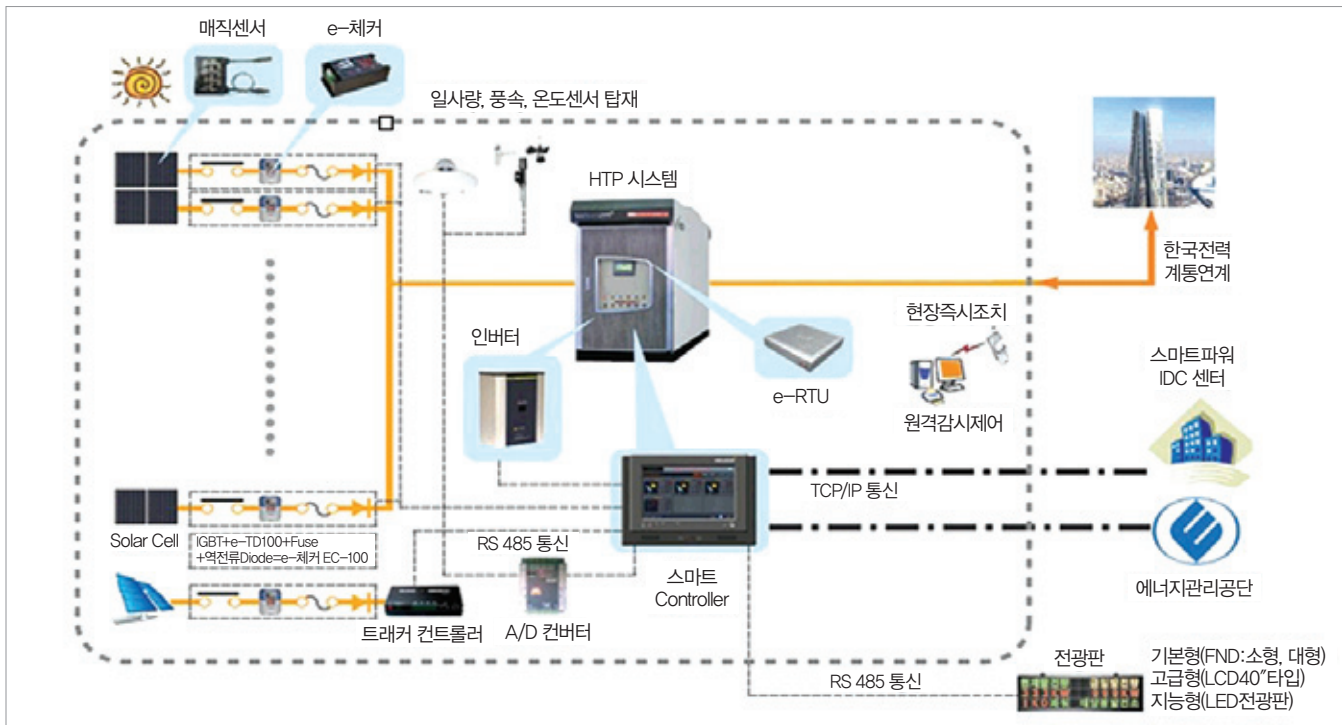 매직센서
e-체커
일사량, 풍속, 온도센서 탑재
HTP 시스템
한국전력
계통연계
현장즉시조치
인버터
e-RTU
원격감시제어
스마트파워
IDC 센터
TCP/IP 통신
Solar Cell
IGBT+e-TD100+Fuse
+역전류Diode=e-체커 EC-100
RS 485 통신
스마트
Controller
에너지관리공단
트래커 컨트롤러
A/D 컨버터
RS 485 통신
전광판
기본형(FND:소형, 대형)
고급형(LCD40″타입)
지능형(LED전광판)